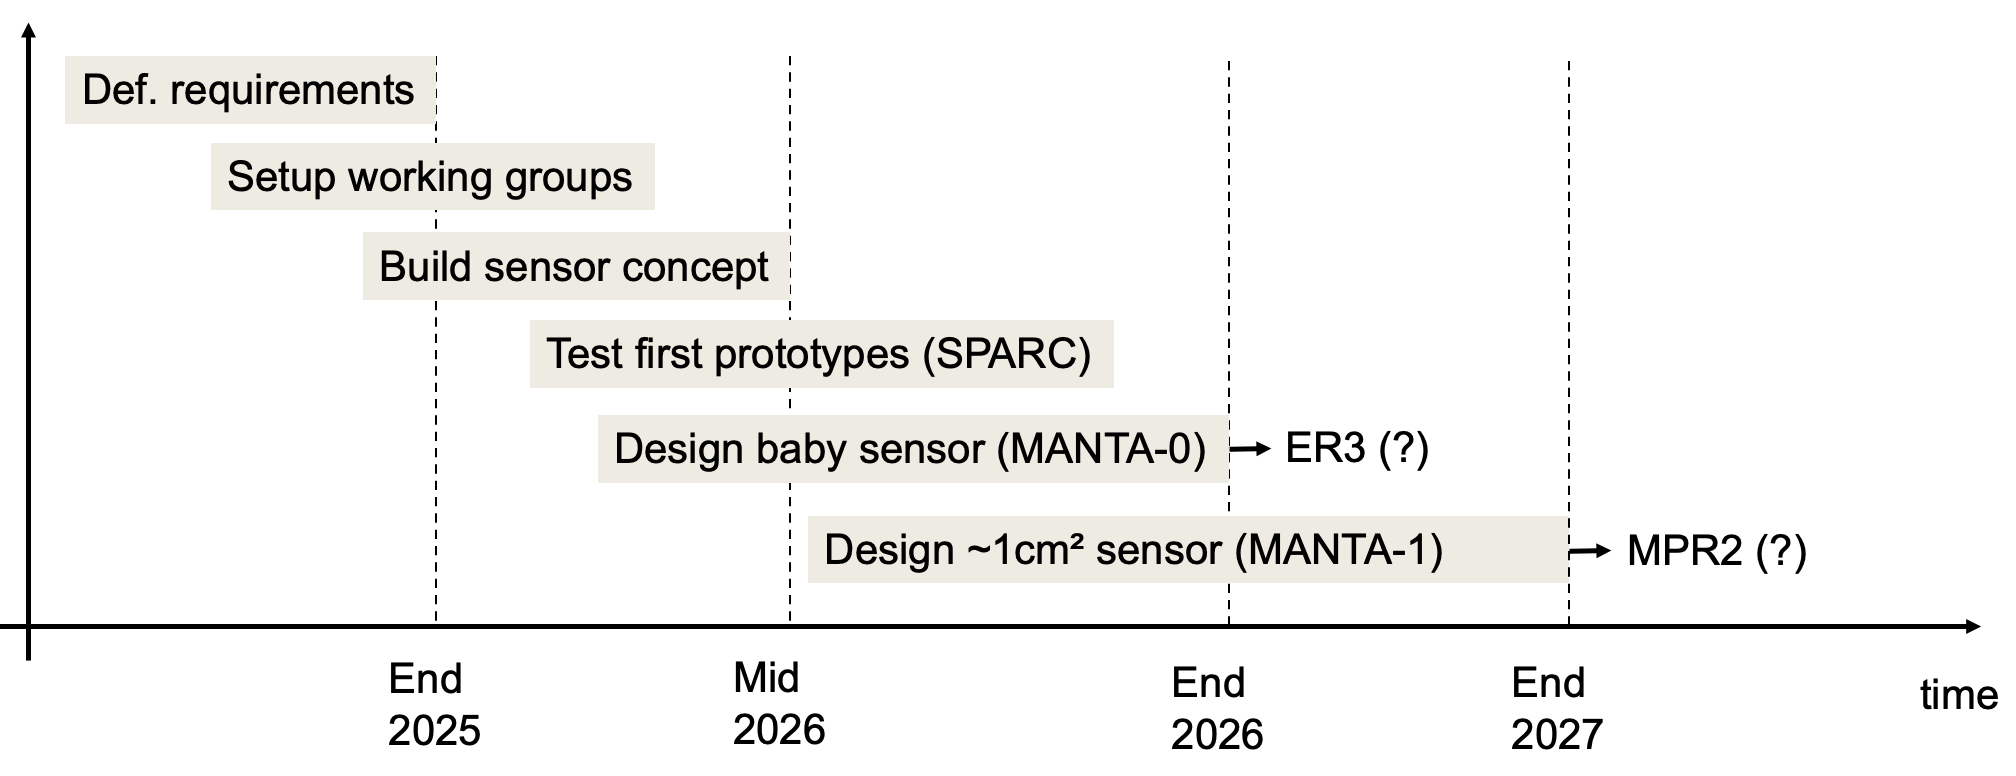 Def. requirements
Setup working groups
Build sensor concept
Test first prototypes (SPARC)
Design baby sensor (MANTA-0)
ER3 (?)
Design ~1cm² sensor (MANTA-1)
MPR2 (?)
End
2025
Mid
2026
End
2026
End
2027
time